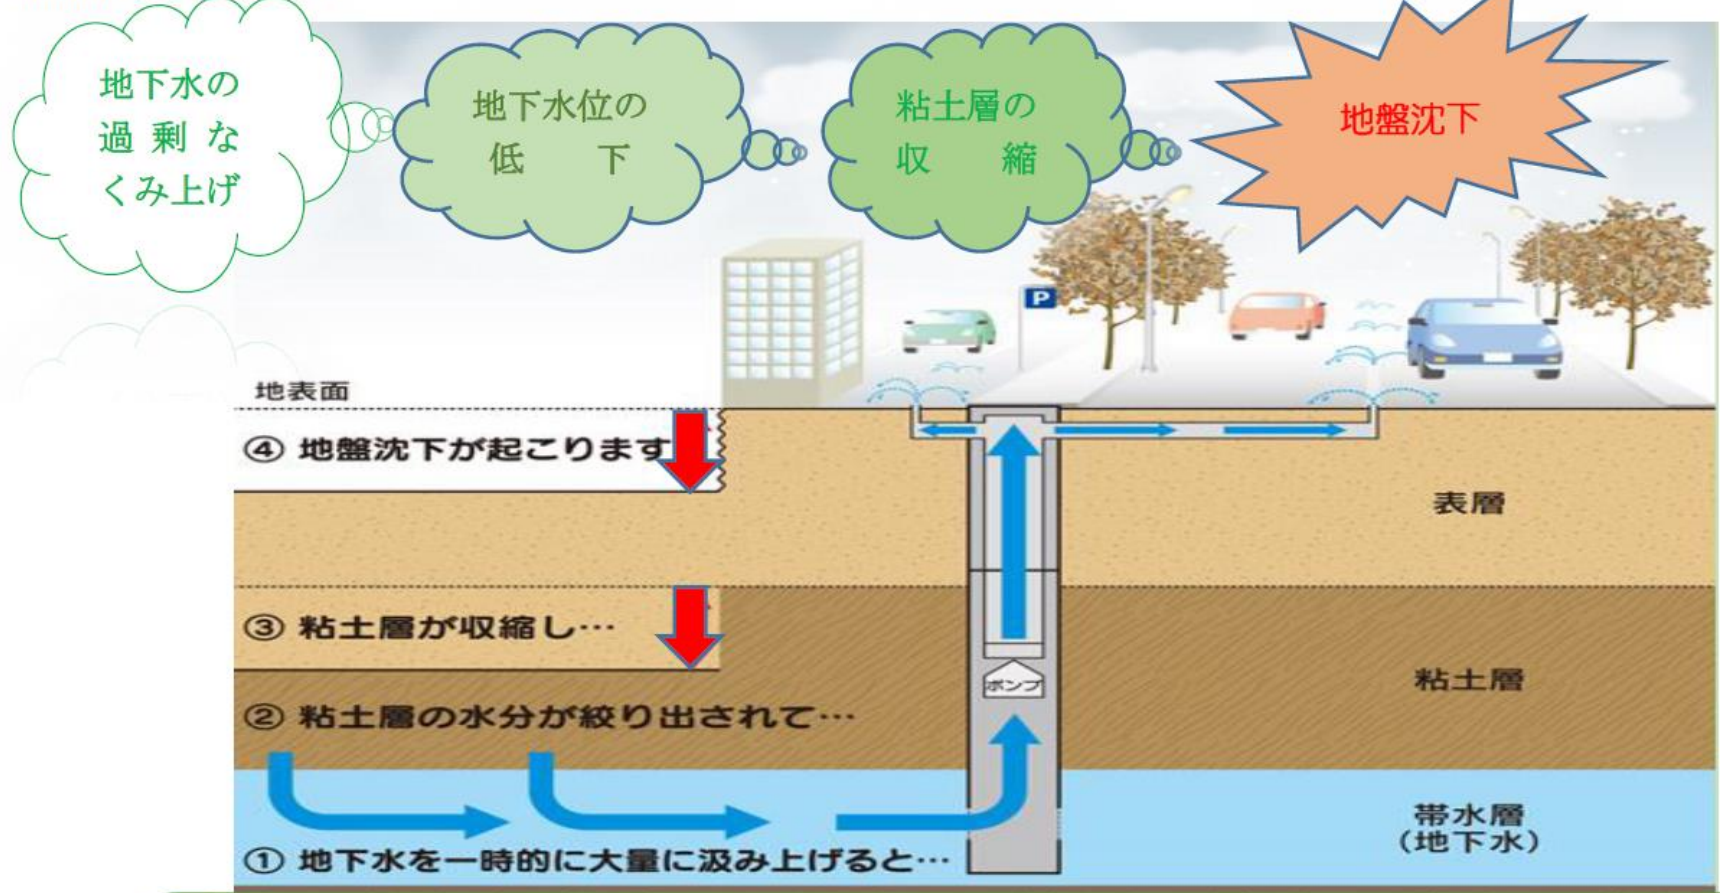 地下水の
過剰な
くみ上げ
地下水位の
低下
粘土層の
収縮
地盤沈下
P
地表面
④ 地盤沈下が起こります
表層
③ 粘土層が収縮し…
粘土層
ポンプ
② 粘土層の水分が絞り出されて…
帯水層
(地下水)
① 地下水を一時的に大量に汲み上げると…